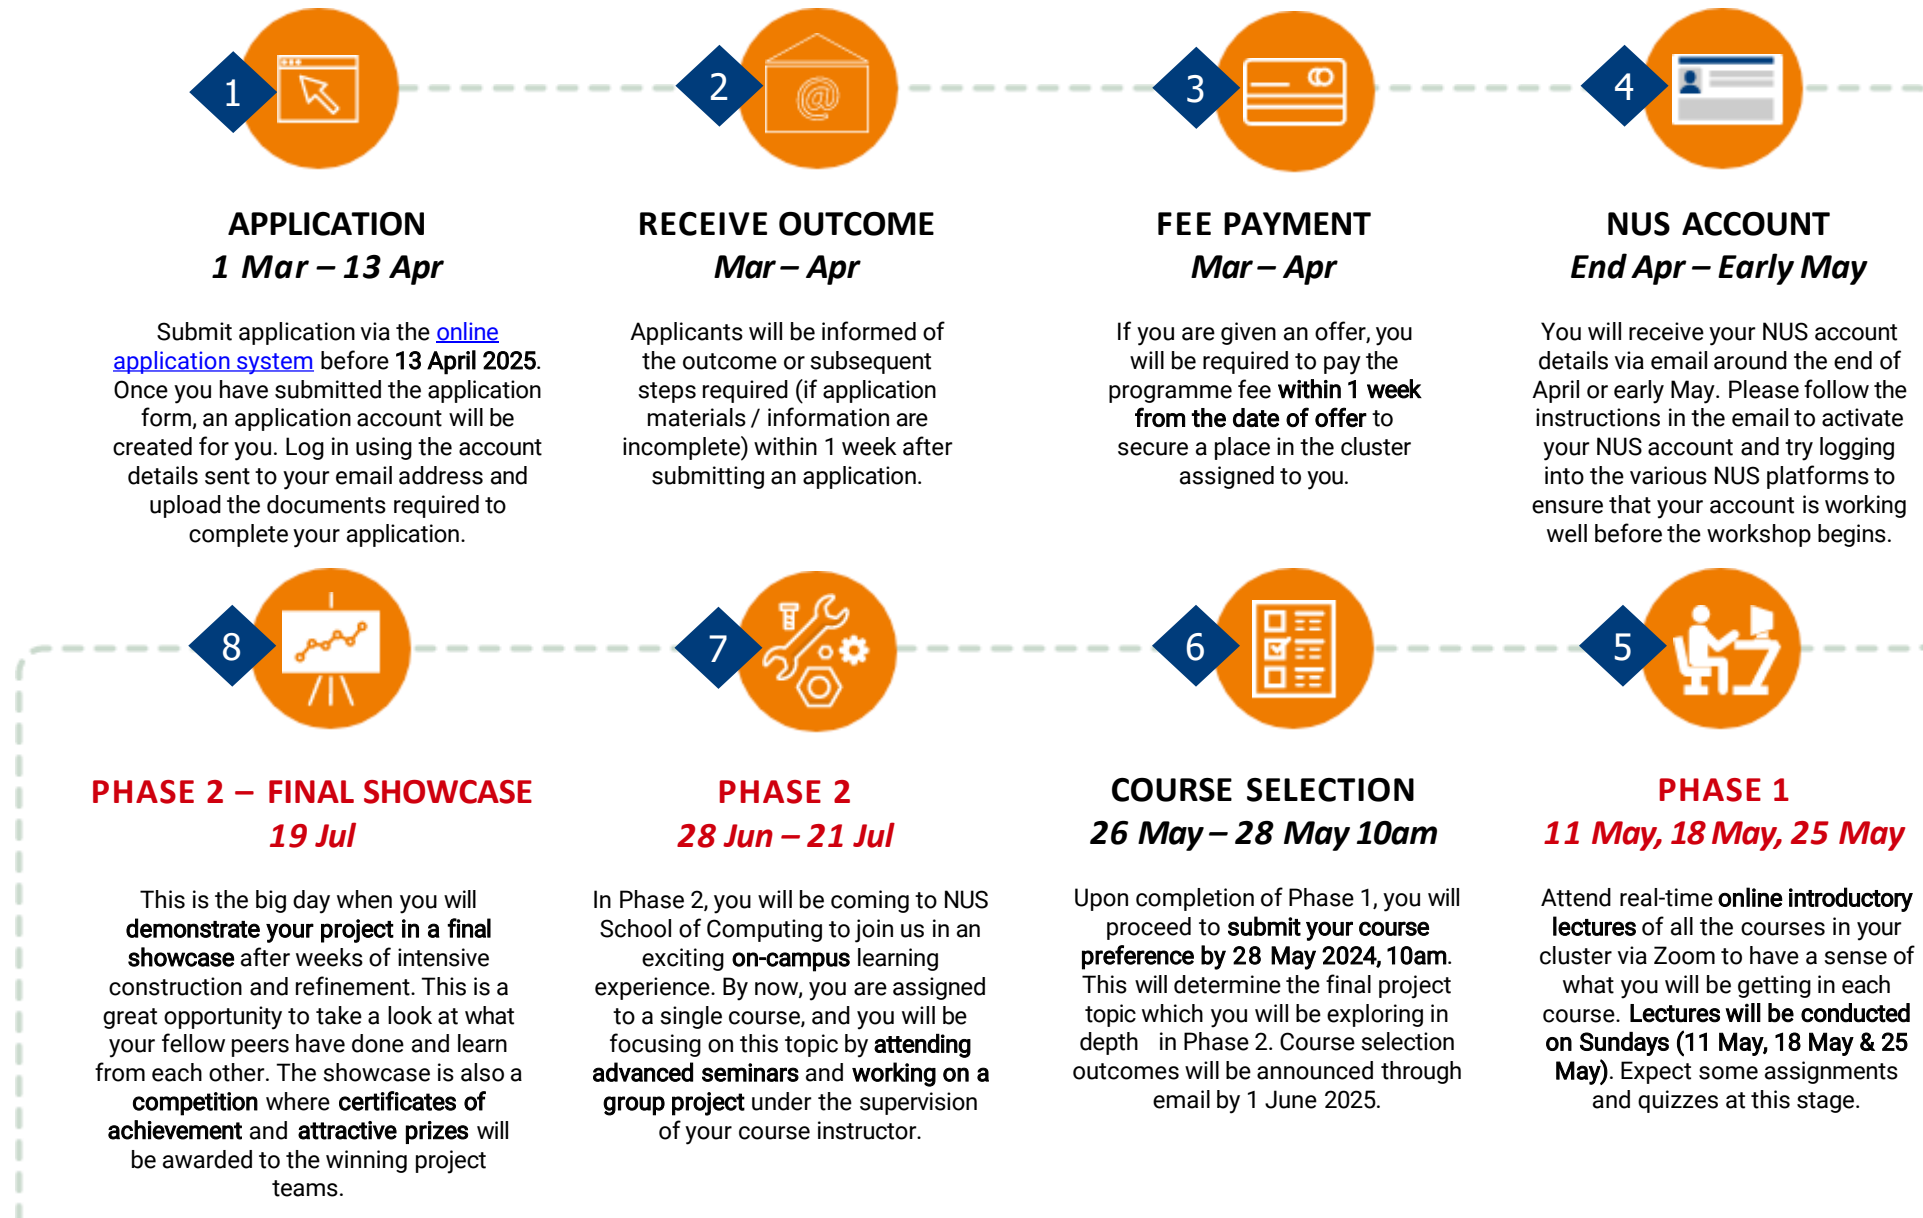 1
APPLICATION
1 Mar – 13 Apr
Submit application via the online
application system before 13 April 2025.
Once you have submitted the application
form, an application account will be
created for you. Log in using the account
details sent to your email address and
upload the documents required to
complete your application.
2
@
RECEIVE OUTCOME
Mar – Apr
Applicants will be informed of
the outcome or subsequent
steps required (if application
materials / information are
incomplete) within 1 week after
submitting an application.
3
FEE PAYMENT
Mar – Apr
If you are given an offer, you
will be required to pay the
programme fee within 1 week
from the date of offer to
secure a place in the cluster
assigned to you.
4
NUS ACCOUNT
End Apr – Early May
You will receive your NUS account
details via email around the end of
April or early May. Please follow the
instructions in the email to activate
your NUS account and try logging
into the various NUS platforms to
ensure that your account is working
well before the workshop begins.
5
PHASE 1
11 May, 18 May, 25 May
Attend real-time online introductory
lectures of all the courses in your
cluster via Zoom to have a sense of
what you will be getting in each
course. Lectures will be conducted
on Sundays (11 May, 18 May & 25
May). Expect some assignments
and quizzes at this stage.
6
COURSE SELECTION
26 May – 28 May 10am
Upon completion of Phase 1, you will
proceed to submit your course
preference by 28 May 2024, 10am.
This will determine the final project
topic which you will be exploring in
depth in Phase 2. Course selection
outcomes will be announced through
email by 1 June 2025.
7
PHASE 2
28 Jun – 21 Jul
In Phase 2, you will be coming to NUS
School of Computing to join us in an
exciting on-campus learning
experience. By now, you are assigned
to a single course, and you will be
focusing on this topic by attending
advanced seminars and working on a
group project under the supervision
of your course instructor.
8
PHASE 2 – FINAL SHOWCASE
19 Jul
This is the big day when you will
demonstrate your project in a final
showcase after weeks of intensive
construction and refinement. This is a
great opportunity to take a look at what
your fellow peers have done and learn
from each other. The showcase is also a
competition where certificates of
achievement and attractive prizes will
be awarded to the winning project
teams.